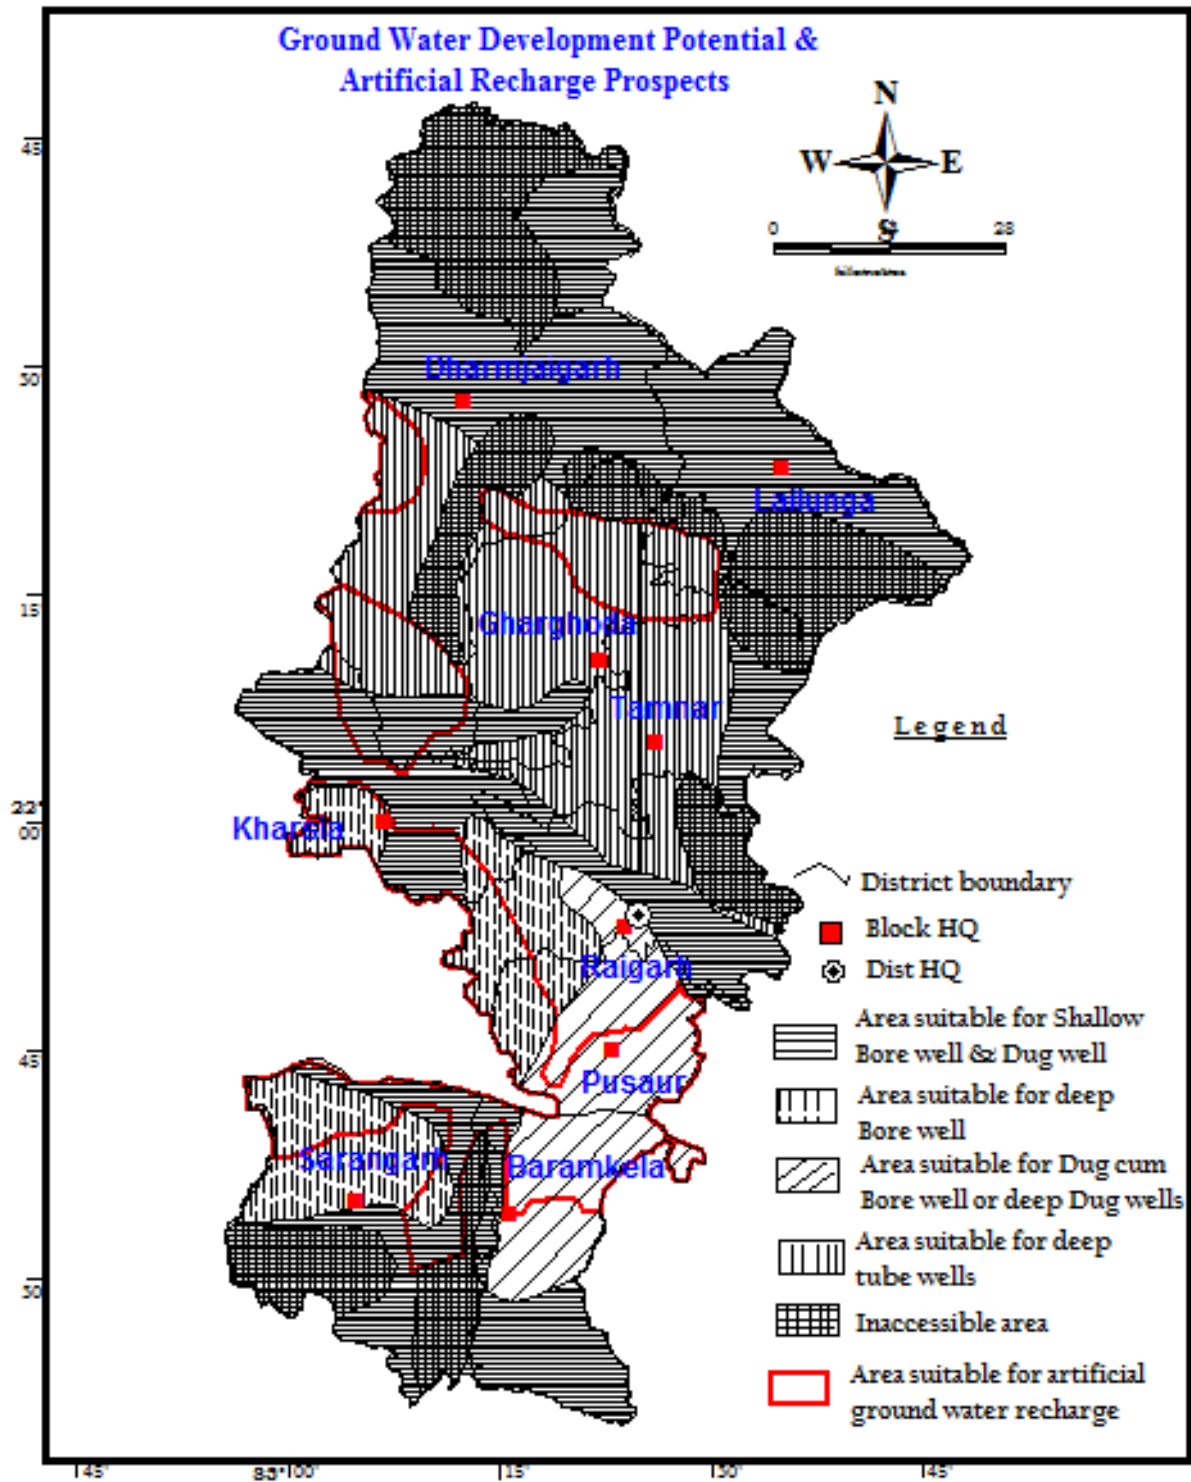 Ground Water Development Potential &
Artificial Recharge Prospects
N
W E
S
0 28
45
30
15
22°
00'
45
30
Dharmjaigarh
Lailunga
Gharghoda
Tamnar
Kharsia
Raigarh
Pusaur
Sarangarh
Baramkela
Legend
District boundary
Block HQ
Dist HQ
Area suitable for Shallow
Bore well & Dug well
Area suitable for deep
Bore well
Area suitable for Dug cum
Bore well or deep Dug wells
Area suitable for deep
tube wells
Inaccessible area
Area suitable for artificial
ground water recharge
45' 83°00' 15' 30' 45'